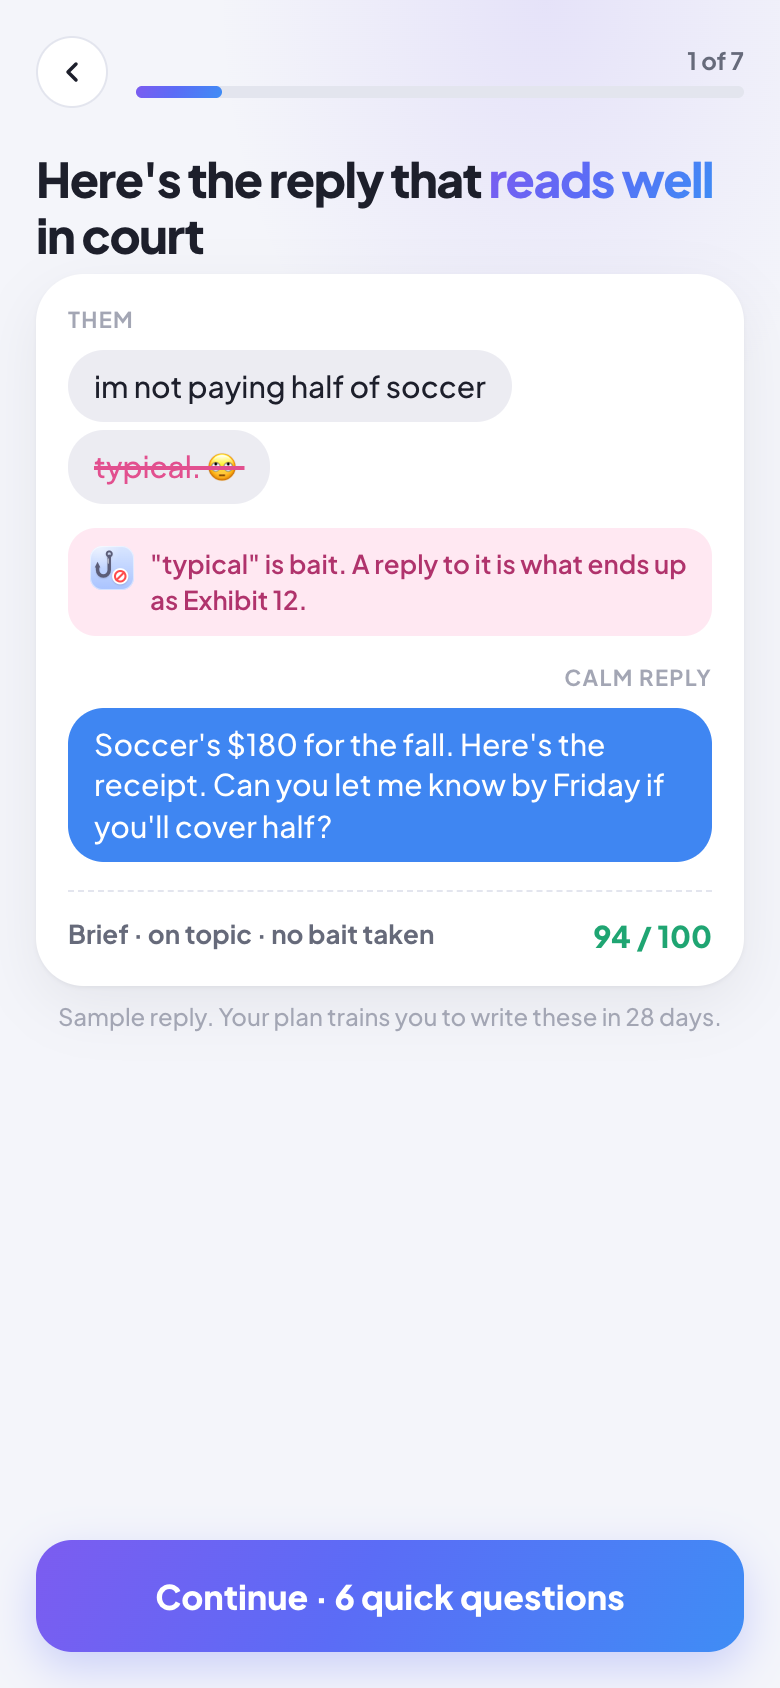 1 of 7
Here's the reply that reads well
in court
THEM
im not paying half of soccer
typical. 🙄
"typical" is bait. A reply to it is what ends up
as Exhibit 12.
CALM REPLY
Soccer's $180 for the fall. Here's the
receipt. Can you let me know by Friday if
you'll cover half?
Brief · on topic · no bait taken
94 / 100
Sample reply. Your plan trains you to write these in 28 days.
Continue · 6 quick questions